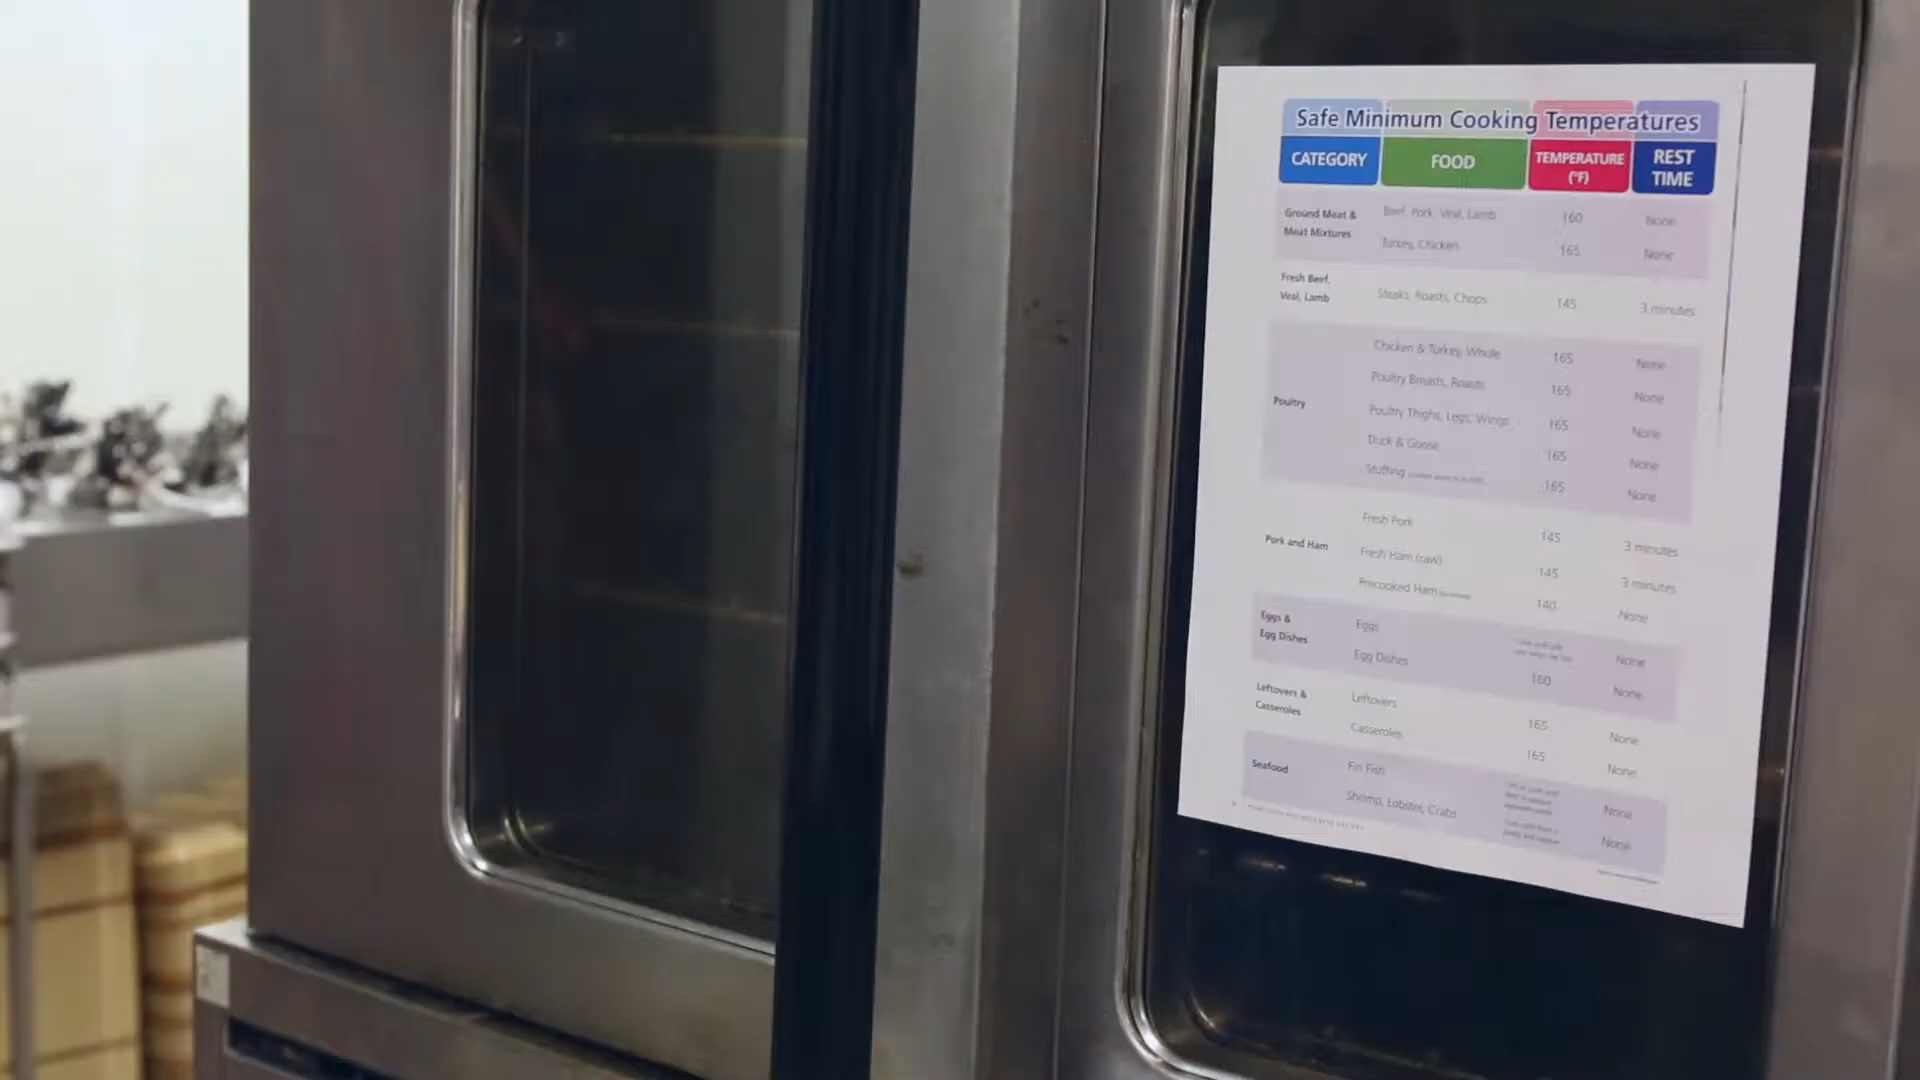 Safe Minimum Cooking Temperatures
CATEGORY FOOD TEMPERATURE (°F) REST TIME
Ground Meat & Meat Mixtures
Beef, Pork, Veal, Lamb 160 None
Turkey, Chicken 165 None
Fresh Beef, Veal, Lamb
Steaks, Roasts, Chops 145 3 minutes
Poultry
Chicken & Turkey, Whole 165 None
Poultry Breasts, Roasts 165 None
Poultry Thighs, Legs, Wings 165 None
Duck & Goose 165 None
Stuffing 165 None
Pork and Ham
Fresh Pork 145 3 minutes
Fresh Ham (raw) 145 3 minutes
Precooked Ham 140 None
Eggs & Egg Dishes
Eggs None
Egg Dishes 160 None
Leftovers & Casseroles
Leftovers 165 None
Casseroles 165 None
Seafood
Fin Fish None
Shrimp, Lobster, Crabs None